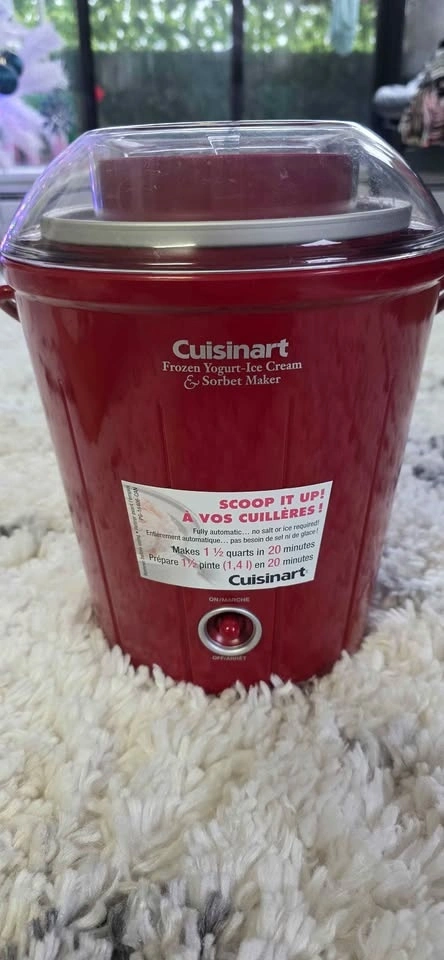 Cuisinart
Frozen Yogurt-Ice Cream
& Sorbet Maker
SCOOP IT UP!
À VOS CUILLÈRES !
Fully automatic... no salt or ice required!
Entièrement automatique... pas besoin de sel ni de glace !
Makes 1 ½ quarts in 20 minutes
Prépare 1½ pinte (1,4 l) en 20 minutes
Cuisinart
ON/MARCHE
OFF/ARRÊT